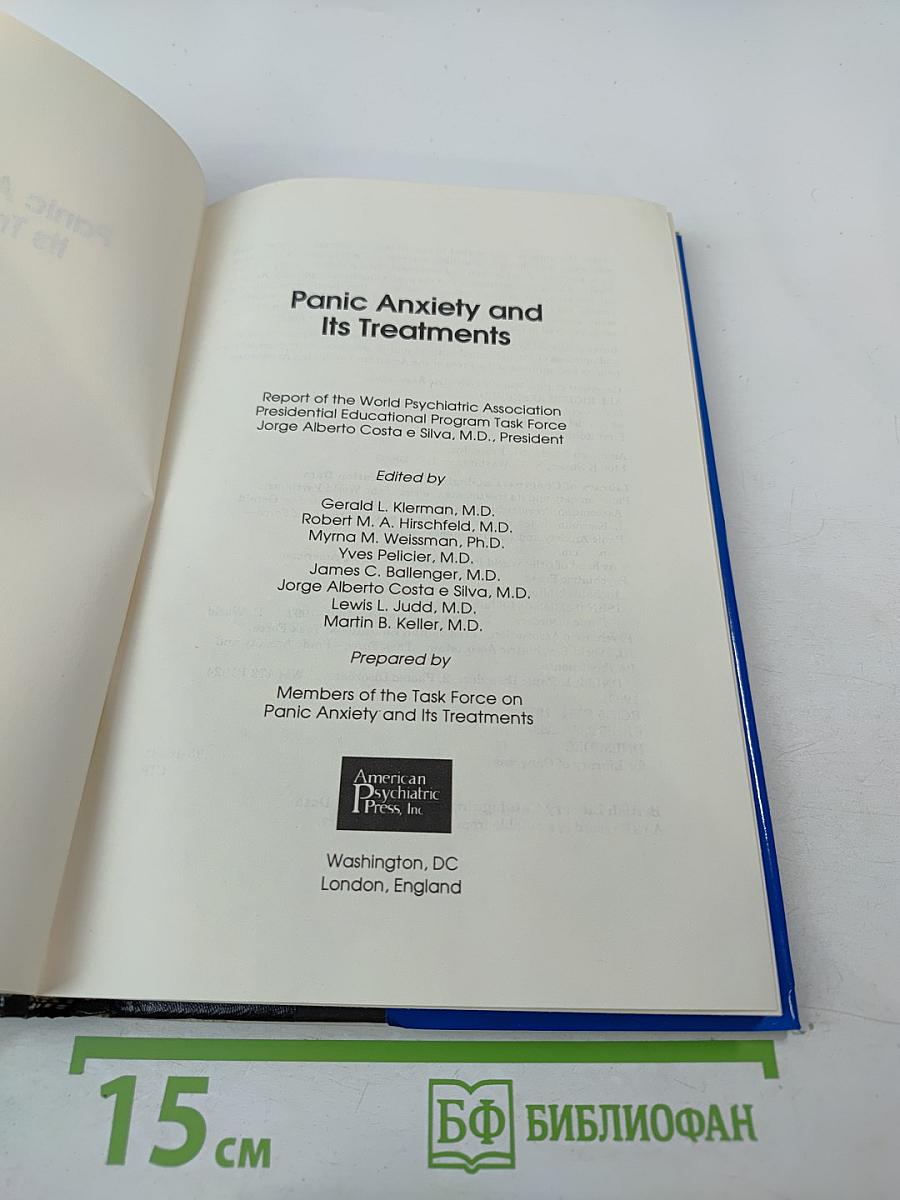 Panic Anxiety and
Its Treatments
Report of the World Psychiatric Association
Presidential Educational Program Task Force
Jorge Alberto Costa e Silva, M.D., President
Edited by
Gerald L. Klerman, M.D.
Robert M. A. Hirschfeld, M.D.
Myrna M. Weissman, Ph.D.
Yves Pelicier, M.D.
James C. Ballenger, M.D.
Jorge Alberto Costa e Silva, M.D.
Lewis L. Judd, M.D.
Martin B. Keller, M.D.
Prepared by
Members of the Task Force on
Panic Anxiety and Its Treatments
American
Psychiatric
Press, Inc
Washington, DC
London, England
15 см
БФ БИБЛИОФАН